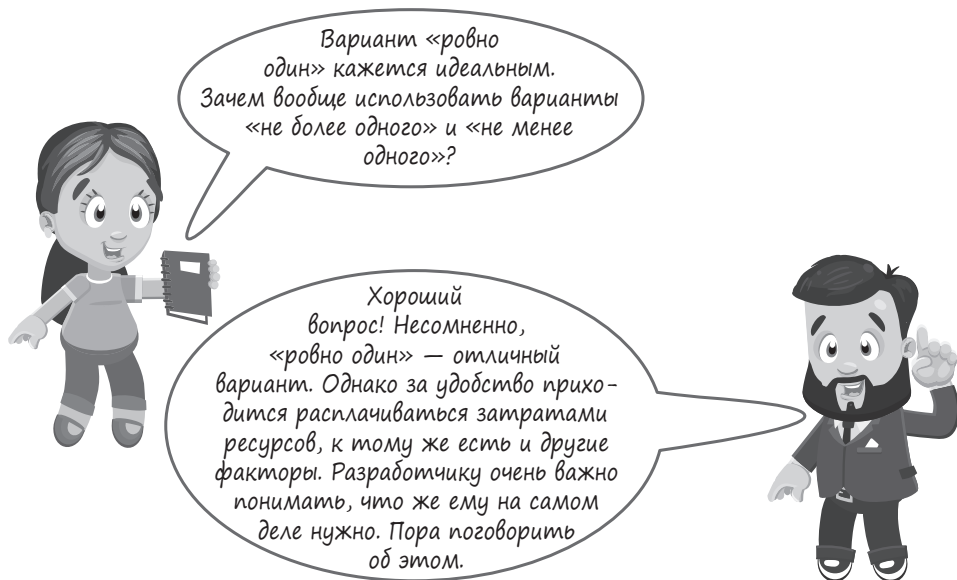 Вариант «ровно
один» кажется идеальным.
Зачем вообще использовать варианты
«не более одного» и «не менее
одного»?
Хороший
вопрос! Несомненно,
«ровно один» — отличный
вариант. Однако за удобство прихо-
дится расплачиваться затратами
ресурсов, к тому же есть и другие
факторы. Разработчику очень важно
понимать, что же ему на самом
деле нужно. Пора поговорить
об этом.